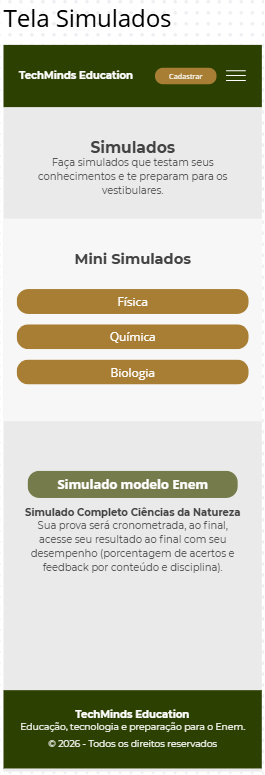 Tela Simulados
TechMinds Education
Cadastrar
Simulados
Faça simulados que testam seus
conhecimentos e te preparam para os
vestibulares.
Mini Simulados
Física
Química
Biologia
Simulado modelo Enem
Simulado Completo Ciências da Natureza
Sua prova será cronometrada, ao final,
acesse seu resultado ao final com seu
desempenho (porcentagem de acertos e
feedback por conteúdo e disciplina).
TechMinds Education
Educação, tecnologia e preparação para o Enem.
© 2026 - Todos os direitos reservados